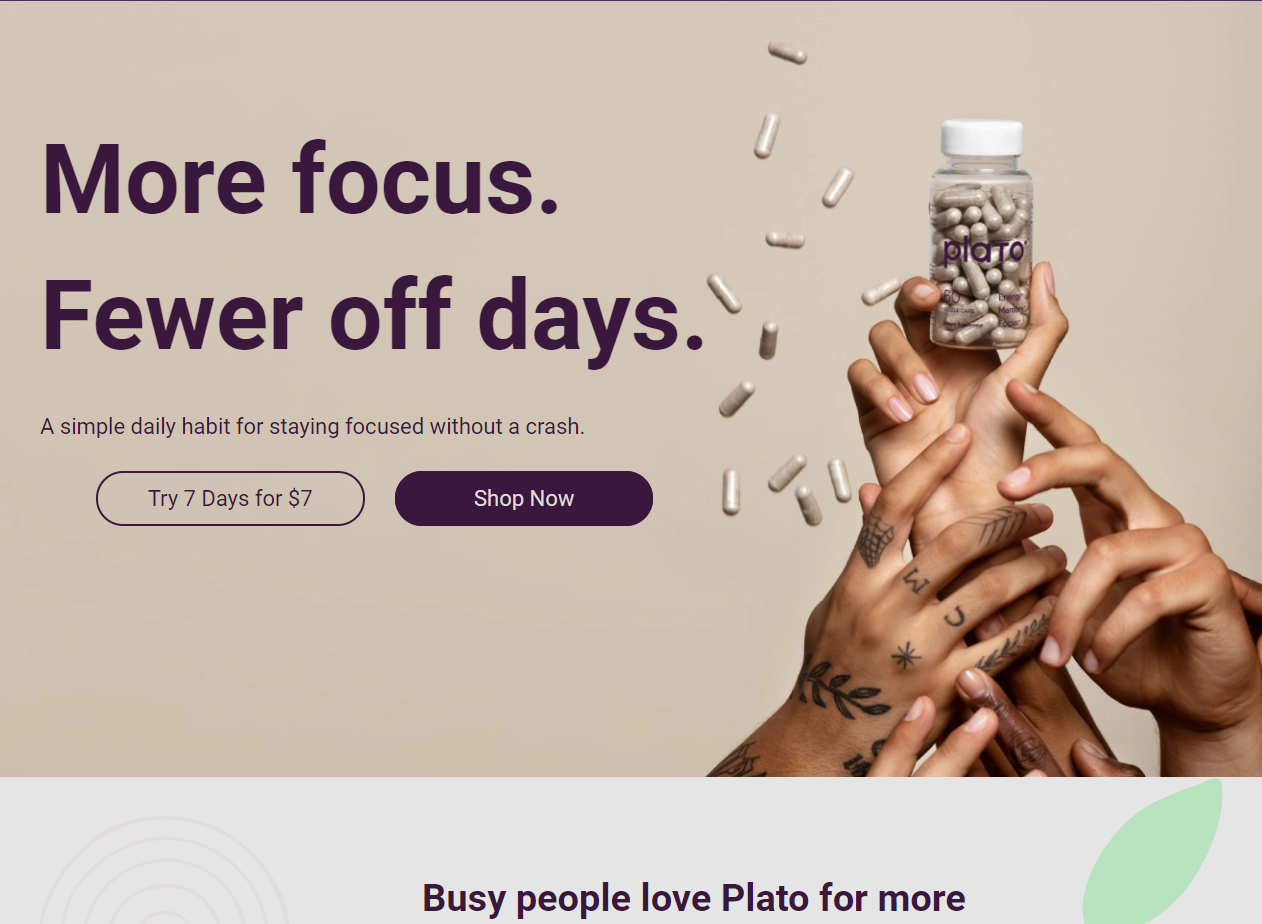 More focus.
Fewer off days.
A simple daily habit for staying focused without a crash.
Try 7 Days for $7
Shop Now
plato
60
Energy
Memory
Focus
M
Busy people love Plato for more